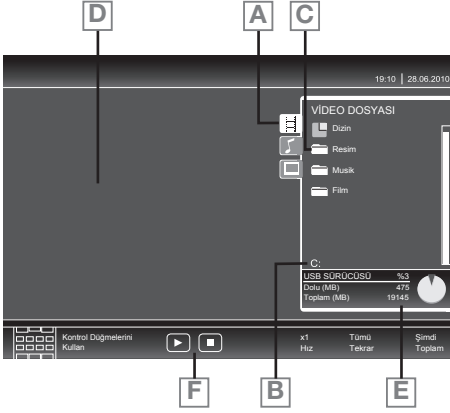 D A C
19:10 | 28.06.2010
VİDEO DOSYASI
Dizin
Resim
Musik
Film
C:
USB SÜRÜCÜSÜ %3
Dolu (MB) 475
Toplam (MB) 19145
Kontrol Düğmelerini
Kullan
x1 Tümü Şimdi
Hız Tekrar Toplam
F B E